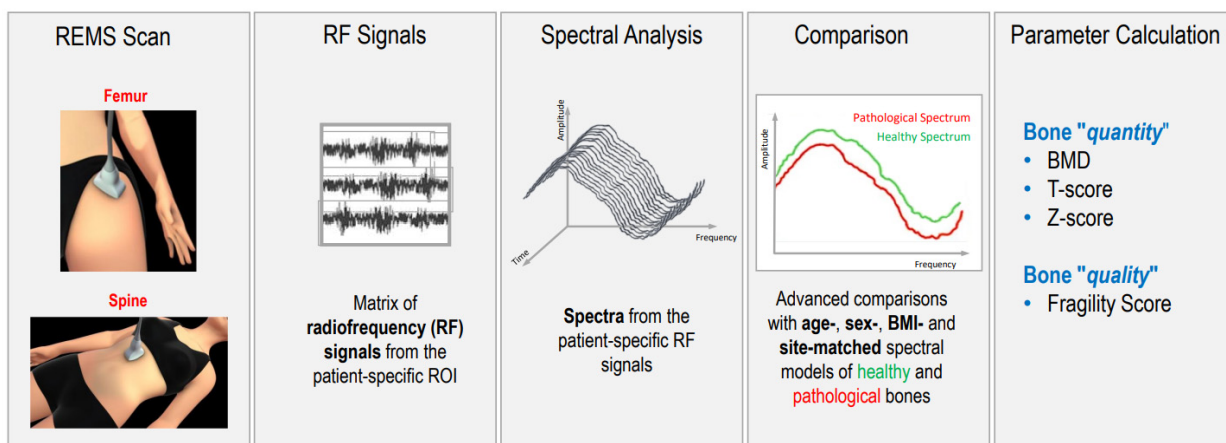 REMS Scan
Femur
Spine
RF Signals
Matrix of
radiofrequency (RF)
signals from the
patient-specific ROI
Spectral Analysis
Amplitude
Time
Frequency
Spectra from the
patient-specific RF
signals
Comparison
Pathological Spectrum
Healthy Spectrum
Amplitude
Frequency
Advanced comparisons
with age-, sex-, BMI- and
site-matched spectral
models of healthy and
pathological bones
Parameter Calculation
Bone "quantity"
• BMD
• T-score
• Z-score
Bone "quality"
• Fragility Score